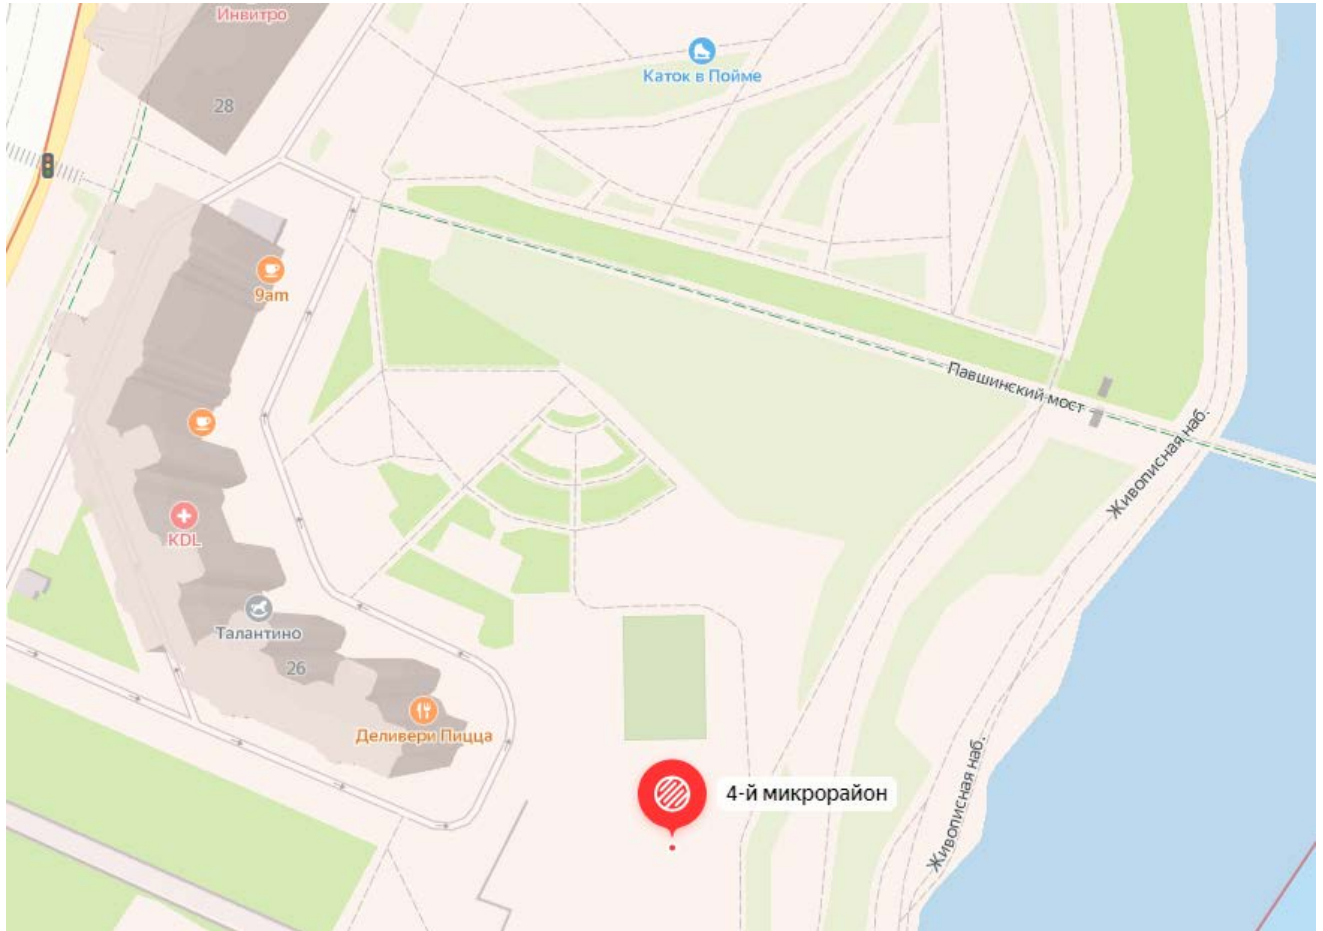 Инвитро
Каток в Пойме
28
9am
Павшинский мост
Живописная наб.
KDL
Талантино
26
Деливери Пицца
4-й микрорайон
Живописная наб.